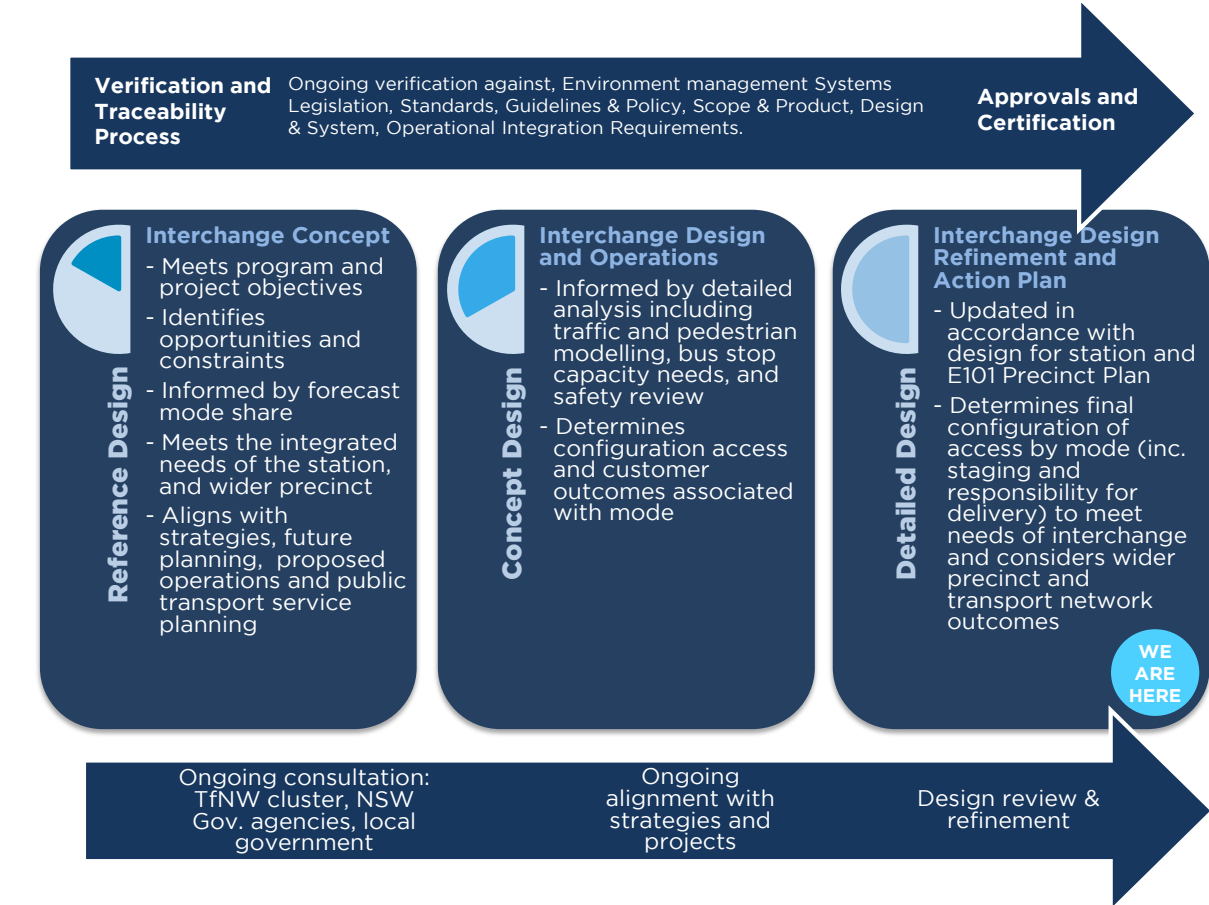 Verification and
Traceability
Process
Ongoing verification against, Environment management Systems
Legislation, Standards, Guidelines & Policy, Scope & Product, Design
& System, Operational Integration Requirements.
Approvals and
Certification
Reference Design
Interchange Concept
- Meets program and
project objectives
- Identifies
opportunities and
constraints
- Informed by forecast
mode share
- Meets the integrated
needs of the station,
and wider precinct
- Aligns with
strategies, future
planning, proposed
operations and public
transport service
planning
Concept Design
Interchange Design
and Operations
- Informed by detailed
analysis including
traffic and pedestrian
modelling, bus stop
capacity needs, and
safety review
- Determines
configuration access
and customer
outcomes associated
with mode
Detailed Design
Interchange Design
Refinement and
Action Plan
- Updated in
accordance with
design for station and
E101 Precinct Plan
- Determines final
configuration of
access by mode (inc.
staging and
responsibility for
delivery) to meet
needs of interchange
and considers wider
precinct and
transport network
outcomes
WE
ARE
HERE
Ongoing consultation:
TfNW cluster, NSW
Gov. agencies, local
government
Ongoing
alignment with
strategies and
projects
Design review &
refinement